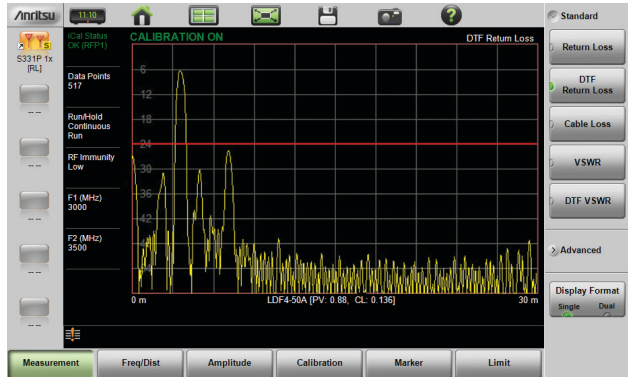 Anritsu
11:10
Standard
S331P 1x
[RL]
-- --
-- --
-- --
-- --
-- --
iCal Status
OK (RFP1)
Data Points
517
Run/Hold
Continuous
Run
RF Immunity
Low
F1 (MHz)
3000
F2 (MHz)
3500
CALIBRATION ON
DTF Return Loss
-6
-12
-18
-24
-30
-36
-42
0 m
LDF4-50A [PV: 0.88, CL: 0.136]
30 m
Return Loss
DTF
Return Loss
Cable Loss
VSWR
DTF VSWR
Advanced
Display Format
Single
Dual
Measurement
Freq/Dist
Amplitude
Calibration
Marker
Limit